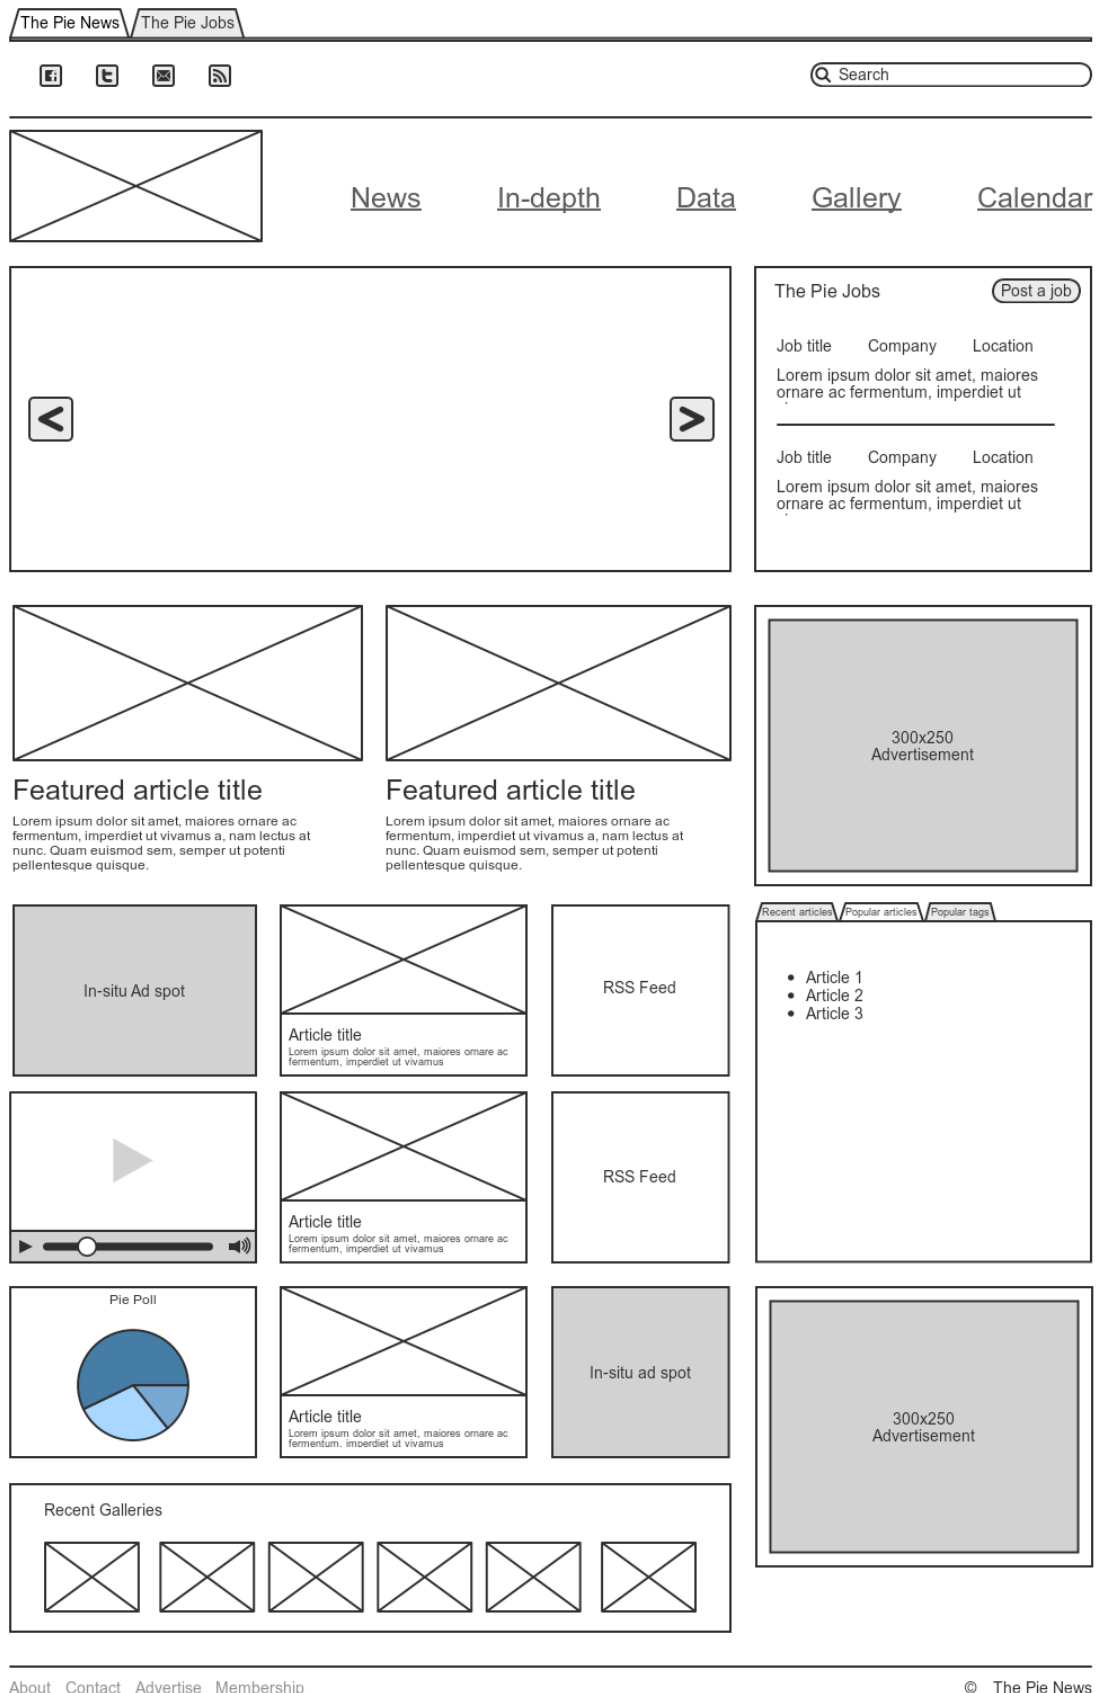 The Pie News
The Pie Jobs
Search
News
In-depth
Data
Gallery
Calendar
The Pie Jobs
Post a job
Job title Company Location
Lorem ipsum dolor sit amet, maiores
ornare ac fermentum, imperdiet ut
Job title Company Location
Lorem ipsum dolor sit amet, maiores
ornare ac fermentum, imperdiet ut
Featured article title
Lorem ipsum dolor sit amet, maiores ornare ac
fermentum, imperdiet ut vivamus a, nam lectus at
nunc. Quam euismod sem, semper ut potenti
pellentesque quisque.
Featured article title
Lorem ipsum dolor sit amet, maiores ornare ac
fermentum, imperdiet ut vivamus a, nam lectus at
nunc. Quam euismod sem, semper ut potenti
pellentesque quisque.
300x250
Advertisement
In-situ Ad spot
Article title
Lorem ipsum dolor sit amet, maiores ornare ac
fermentum, imperdiet ut vivamus
RSS Feed
Recent articles
Popular articles
Popular tags
• Article 1
• Article 2
• Article 3
Article title
Lorem ipsum dolor sit amet, maiores ornare ac
fermentum, imperdiet ut vivamus
RSS Feed
Pie Poll
Article title
Lorem ipsum dolor sit amet, maiores ornare ac
fermentum, imperdiet ut vivamus
In-situ ad spot
300x250
Advertisement
Recent Galleries
About Contact Advertise Membership
© The Pie News